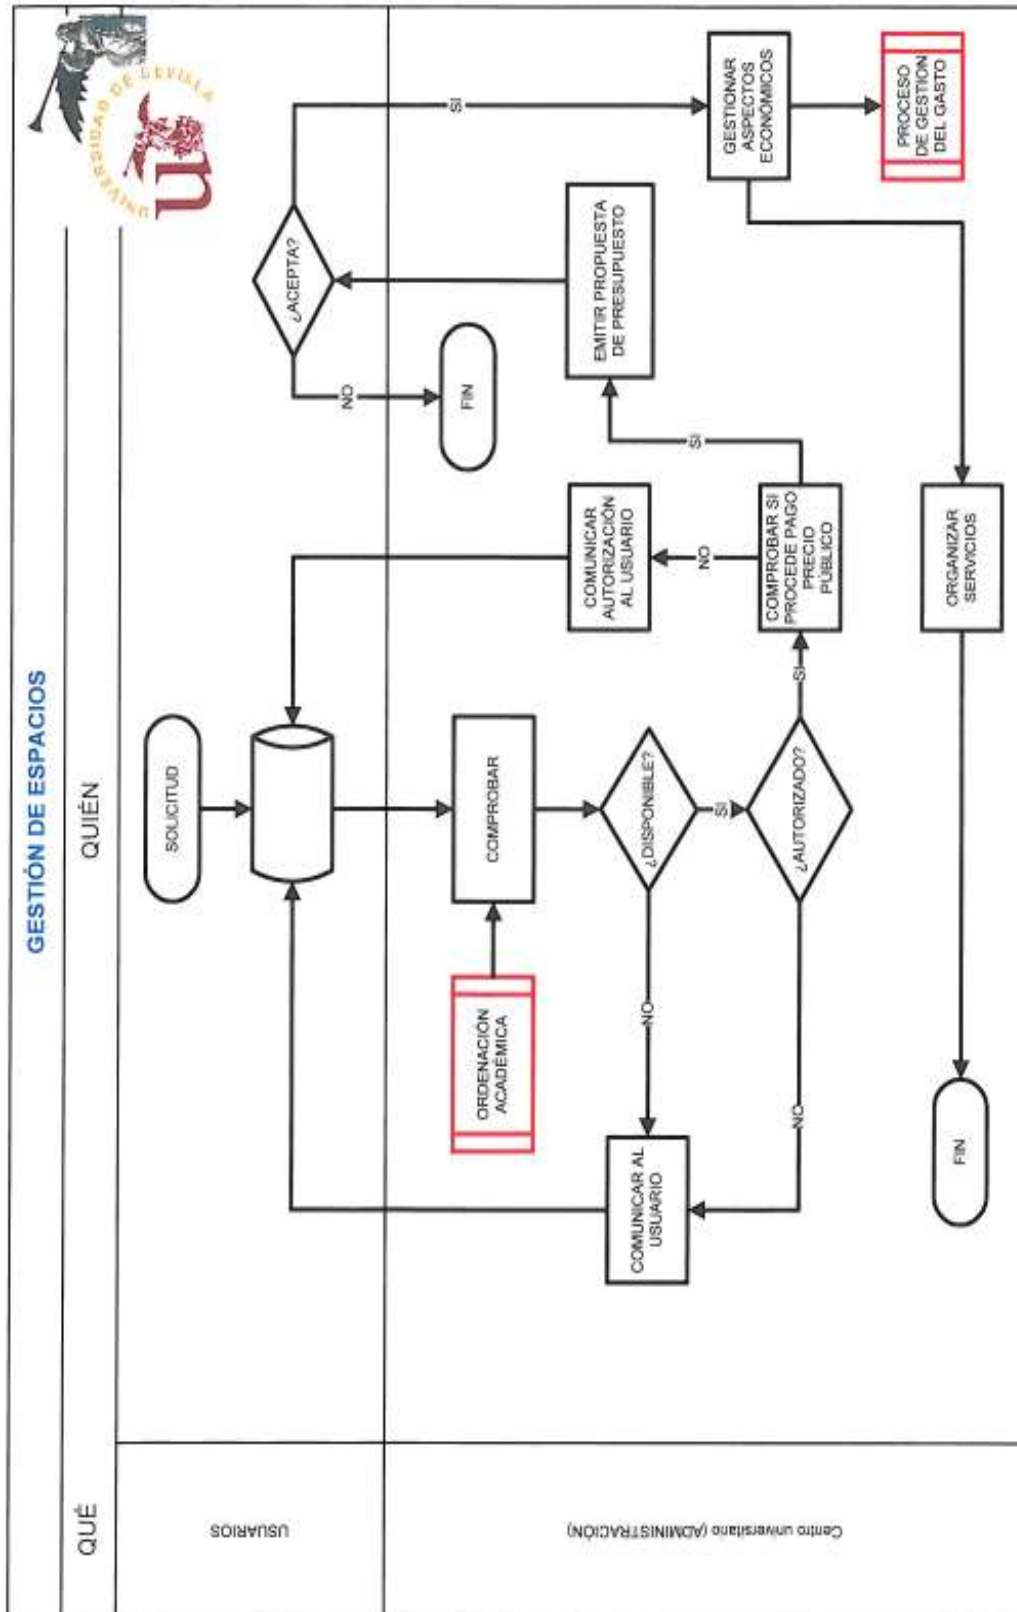 GESTIÓN DE ESPACIOS
QUÉ
QUIÉN
UNIVERSIDAD DE SEVILLA
USUARIOS
SOLICITUD
¿ACEPTA?
SI
NO
Centro universitario (ADMINISTRACIÓN)
ORDENACIÓN
ACADÉMICA
COMPROBAR
FIN
¿DISPONIBLE?
NO
SI
COMUNICAR AL
USUARIO
COMUNICAR
AUTORIZACIÓN
AL USUARIO
EMITIR PROPUESTA
DE PRESUPUESTO
NO
SI
¿AUTORIZADO?
NO
SI
COMPROBAR SI
PROCEDE PAGO
PRECIO
PÚBLICO
GESTIONAR
ASPECTOS
ECONÓMICOS
PROCESO
DE GESTION
DEL GASTO
ORGANIZAR
SERVICIOS
FIN